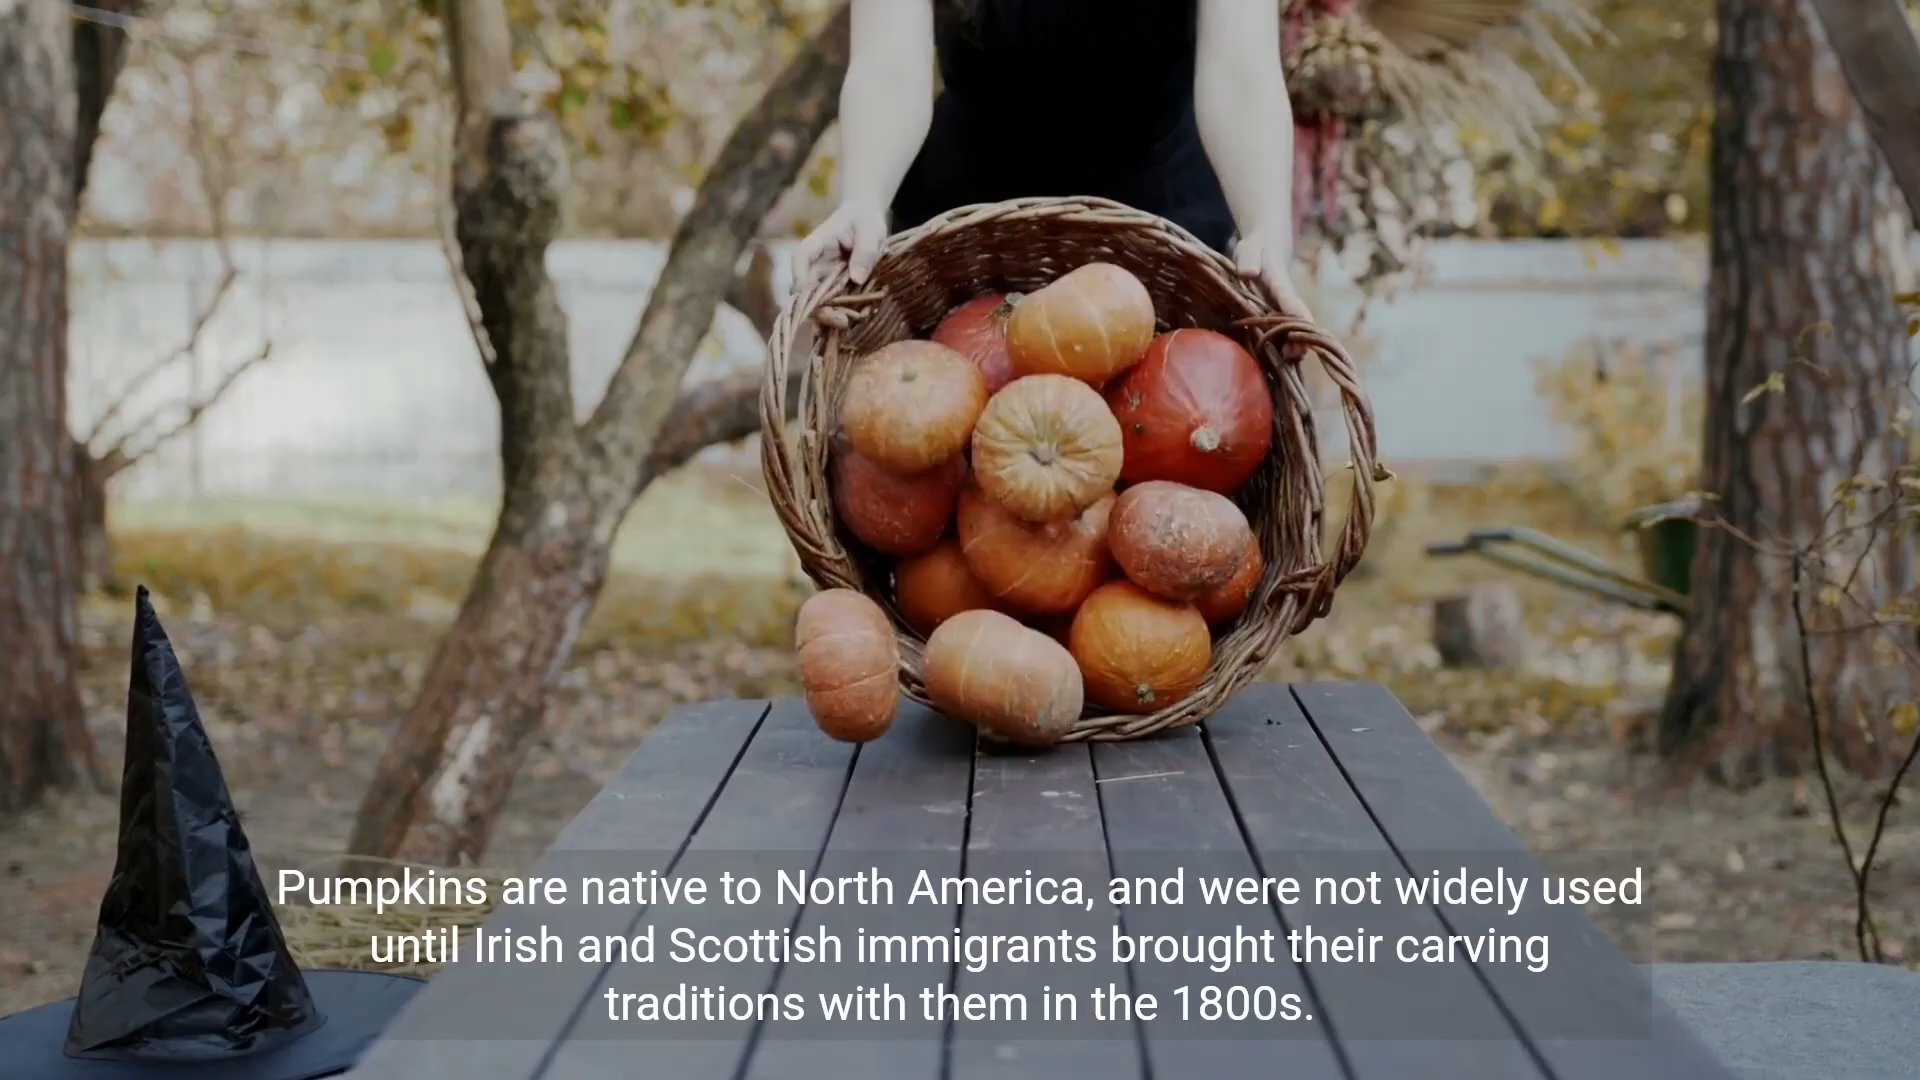 Pumpkins are native to North America, and were not widely used
until Irish and Scottish immigrants brought their carving
traditions with them in the 1800s.